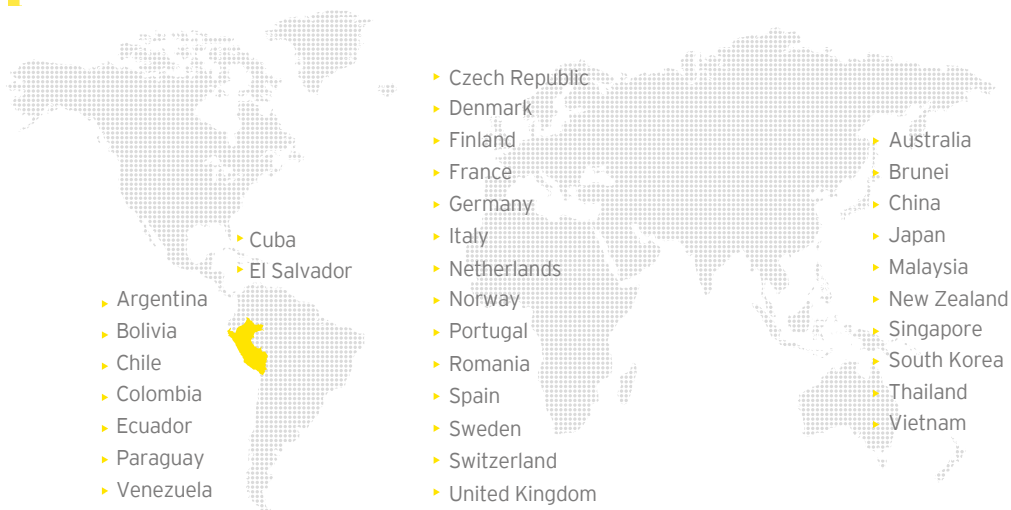 Cuba
El Salvador
Argentina
Bolivia
Chile
Colombia
Ecuador
Paraguay
Venezuela
Czech Republic
Denmark
Finland
France
Germany
Italy
Netherlands
Norway
Portugal
Romania
Spain
Sweden
Switzerland
United Kingdom
Australia
Brunei
China
Japan
Malaysia
New Zealand
Singapore
South Korea
Thailand
Vietnam